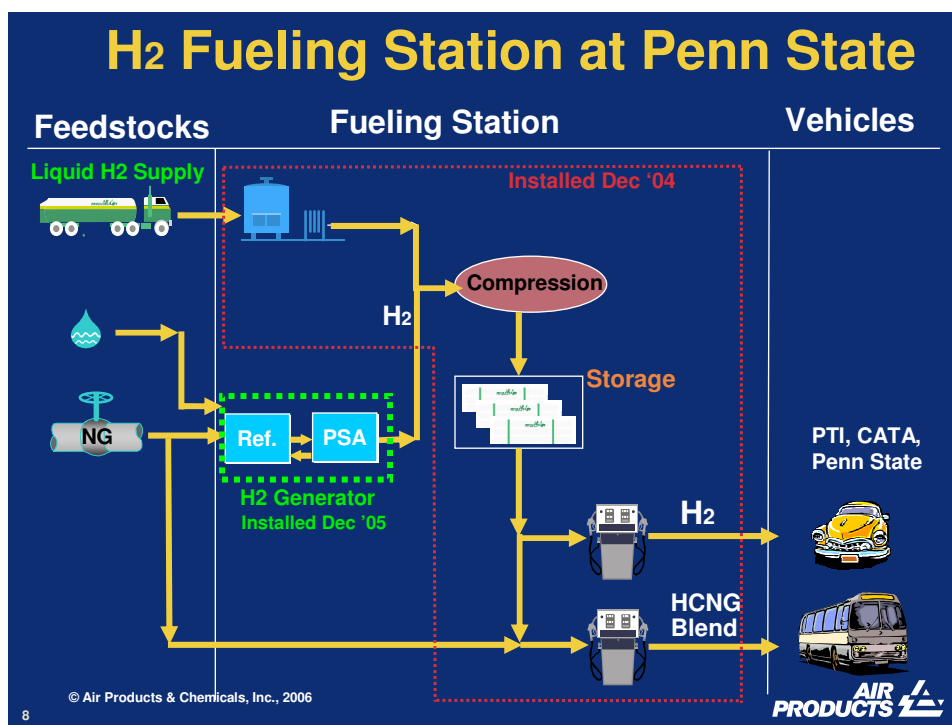 H2 Fueling Station at Penn State
Feedstocks
Fueling Station
Vehicles
Liquid H2 Supply
Installed Dec ‘04
Compression
H2
Storage
NG
Ref.
PSA
H2 Generator
Installed Dec ’05
PTI, CATA,
Penn State
H2
HCNG
Blend
© Air Products & Chemicals, Inc., 2006
8
AIR
PRODUCTS